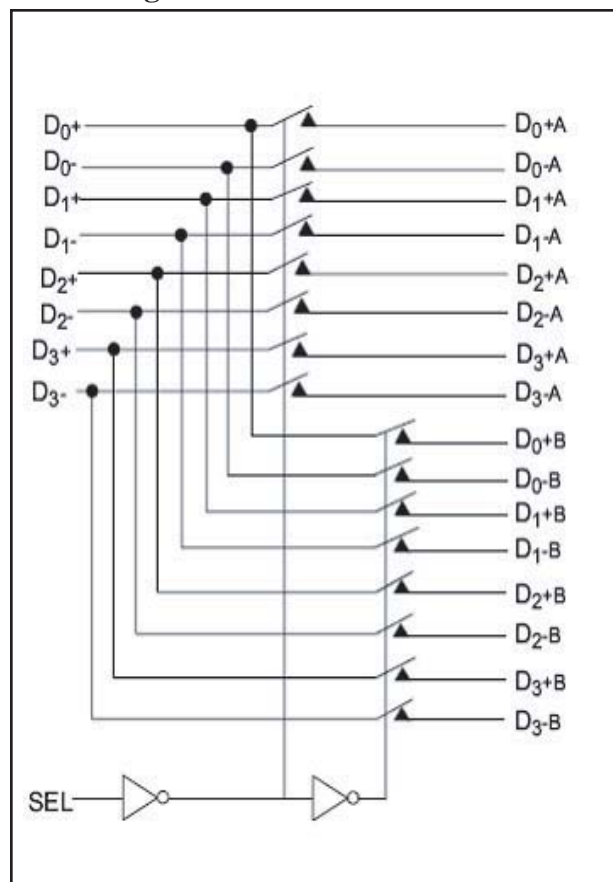 D0+
D0-
D1+
D1-
D2+
D2-
D3+
D3-
D0+A
D0-A
D1+A
D1-A
D2+A
D2-A
D3+A
D3-A
D0+B
D0-B
D1+B
D1-B
D2+B
D2-B
D3+B
D3-B
SEL